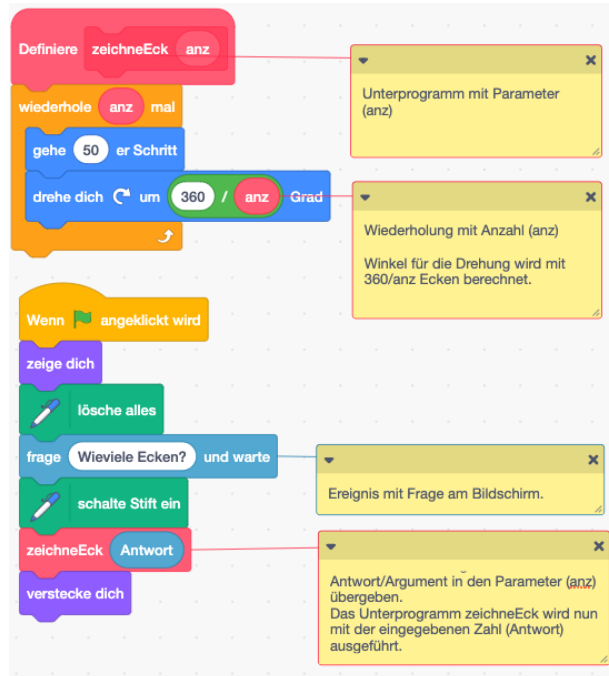 Definiere zeichneEck anz
wiederhole anz mal
gehe 50 er Schritt
drehe dich um 360 / anz Grad
Unterprogramm mit Parameter
(anz)
Wiederholung mit Anzahl (anz)
Winkel für die Drehung wird mit
360/anz Ecken berechnet.
Wenn angeklickt wird
zeige dich
lösche alles
frage Wieviele Ecken? und warte
schalte Stift ein
zeichneEck Antwort
verstecke dich
Ereignis mit Frage am Bildschirm.
Antwort/Argument in den Parameter (anz)
übergeben.
Das Unterprogramm zeichneEck wird nun
mit der eingegebenen Zahl (Antwort)
ausgeführt.